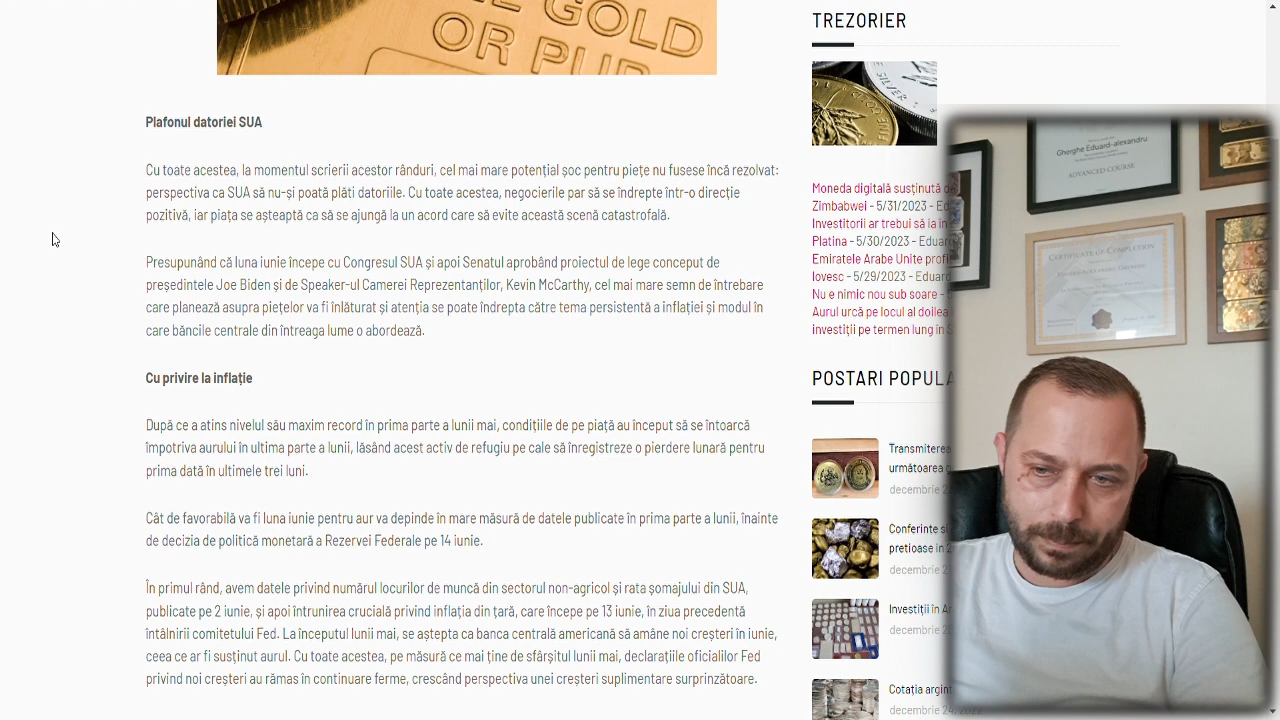 GOLD
OR PUR
Plafonul datoriei SUA
Cu toate acestea, la momentul scrierii acestor rânduri, cel mai mare potențial șoc pentru piețe nu fusese încă rezolvat:
perspectiva ca SUA să nu-și poată plăti datoriile. Cu toate acestea, negocierile par să se îndrepte într-o direcție
pozitivă, iar piața se așteaptă ca să se ajungă la un acord care să evite această scenă catastrofală.
Presupunând că luna iunie începe cu Congresul SUA și apoi Senatul aprobând proiectul de lege conceput de
președintele Joe Biden și de Speaker-ul Camerei Reprezentanților, Kevin McCarthy, cel mai mare semn de întrebare
care planează asupra piețelor va fi înlăturat și atenția se poate îndrepta către tema persistentă a inflației și modul în
care băncile centrale din întreaga lume o abordează.
Cu privire la inflație
După ce a atins nivelul său maxim record în prima parte a lunii mai, condițiile de pe piață au început să se întoarcă
împotriva aurului în ultima parte a lunii, lăsând acest activ de refugiu pe cale să înregistreze o pierdere lunară pentru
prima dată în ultimele trei luni.
Cât de favorabilă va fi luna iunie pentru aur va depinde în mare măsură de datele publicate în prima parte a lunii, înainte
de decizia de politică monetară a Rezervei Federale pe 14 iunie.
În primul rând, avem datele privind numărul locurilor de muncă din sectorul non-agricol și rata șomajului din SUA,
publicate pe 2 iunie, și apoi întrunirea crucială privind inflația din țară, care începe pe 13 iunie, în ziua precedentă
întâlnirii comitetului Fed. La începutul lunii mai, se aștepta ca banca centrală americană să amâne noi creșteri în iunie,
ceea ce ar fi susținut aurul. Cu toate acestea, pe măsură ce mai ține de sfârșitul lunii mai, declarațiile oficialilor Fed
privind noi creșteri au rămas în continuare ferme, crescând perspectiva unei creșteri suplimentare surprinzătoare.
TREZORIER
FINE
Moneda digitală susținută de
Zimbabwei - 5/31/2023 - Ed
Investitorii ar trebui să ia în
Platina - 5/30/2023 - Eduar
Emiratele Arabe Unite profi
Iovesc - 5/29/2023 - Eduard
Nu e nimic nou sub soare -
Aurul urcă pe locul al doilea
investiții pe termen lung în S
POSTARI POPULA
Transmiterea
următoarea g
decembrie 2
Conferinte si
pretioase in 2
decembrie 2
Investiții în A
decembrie 2
Cotația argin
decembrie 24, 2022
Gheorghe Eduard-alexandru
ADVANCED COURSE
CERTIFICATE OF COMPLETION